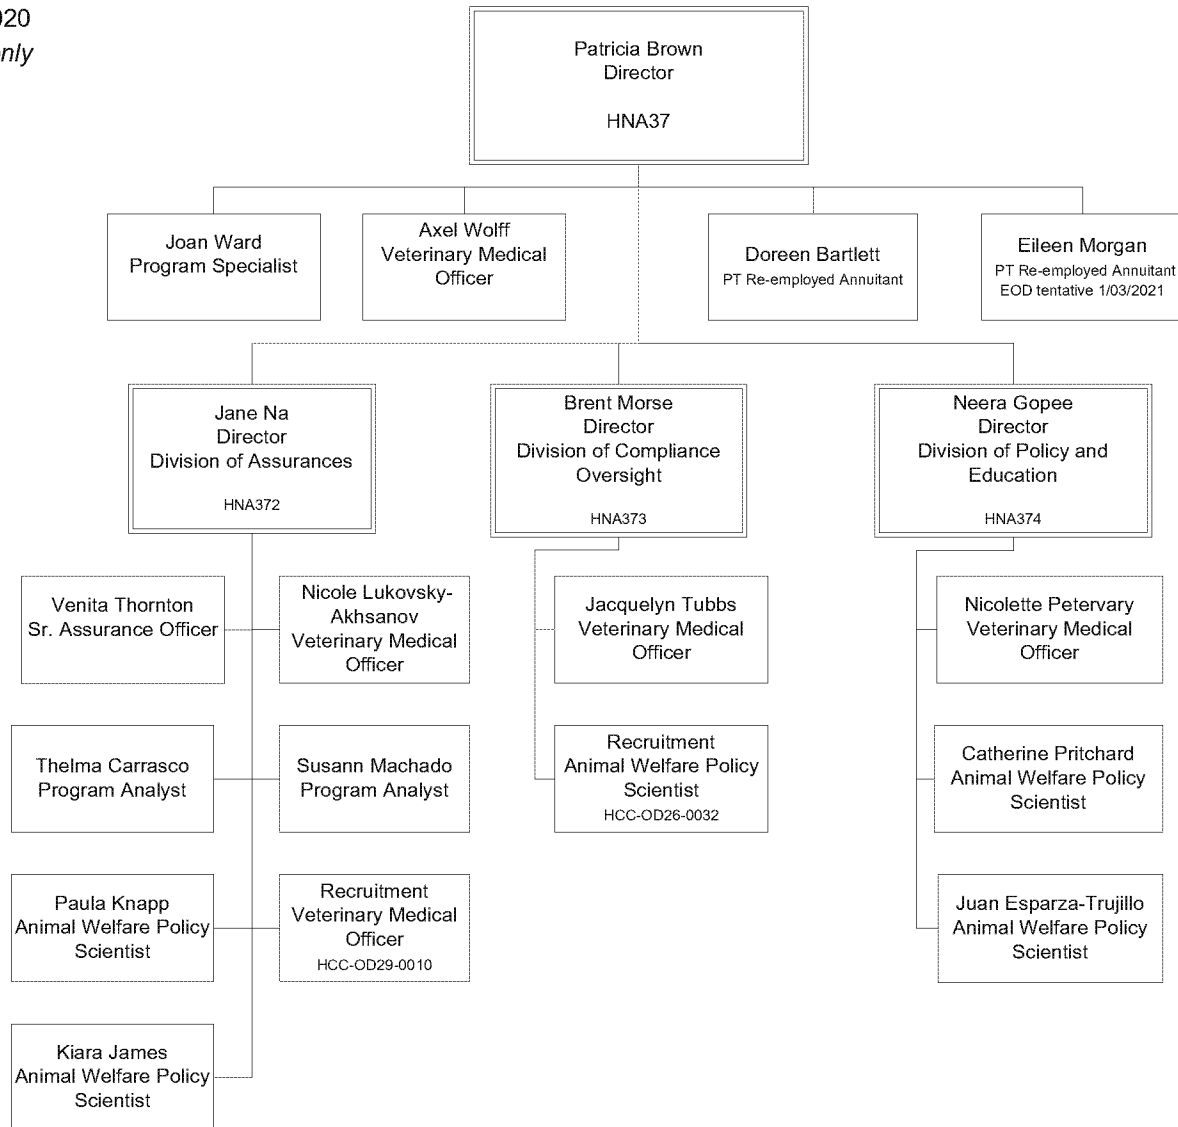 020
only
Patricia Brown
Director
HNA37
Joan Ward
Program Specialist
Axel Wolff
Veterinary Medical
Officer
Doreen Bartlett
PT Re-employed Annuitant
Eileen Morgan
PT Re-employed Annuitant
EOD tentative 1/03/2021
Jane Na
Director
Division of Assurances
HNA372
Brent Morse
Director
Division of Compliance
Oversight
HNA373
Neera Gopee
Director
Division of Policy and
Education
HNA374
Venita Thornton
Sr. Assurance Officer
Nicole Lukovsky-
Akhsanov
Veterinary Medical
Officer
Jacquelyn Tubbs
Veterinary Medical
Officer
Nicolette Petervary
Veterinary Medical
Officer
Thelma Carrasco
Program Analyst
Susann Machado
Program Analyst
Recruitment
Animal Welfare Policy
Scientist
HCC-OD26-0032
Catherine Pritchard
Animal Welfare Policy
Scientist
Paula Knapp
Animal Welfare Policy
Scientist
Recruitment
Veterinary Medical
Officer
HCC-OD29-0010
Juan Esparza-Trujillo
Animal Welfare Policy
Scientist
Kiara James
Animal Welfare Policy
Scientist